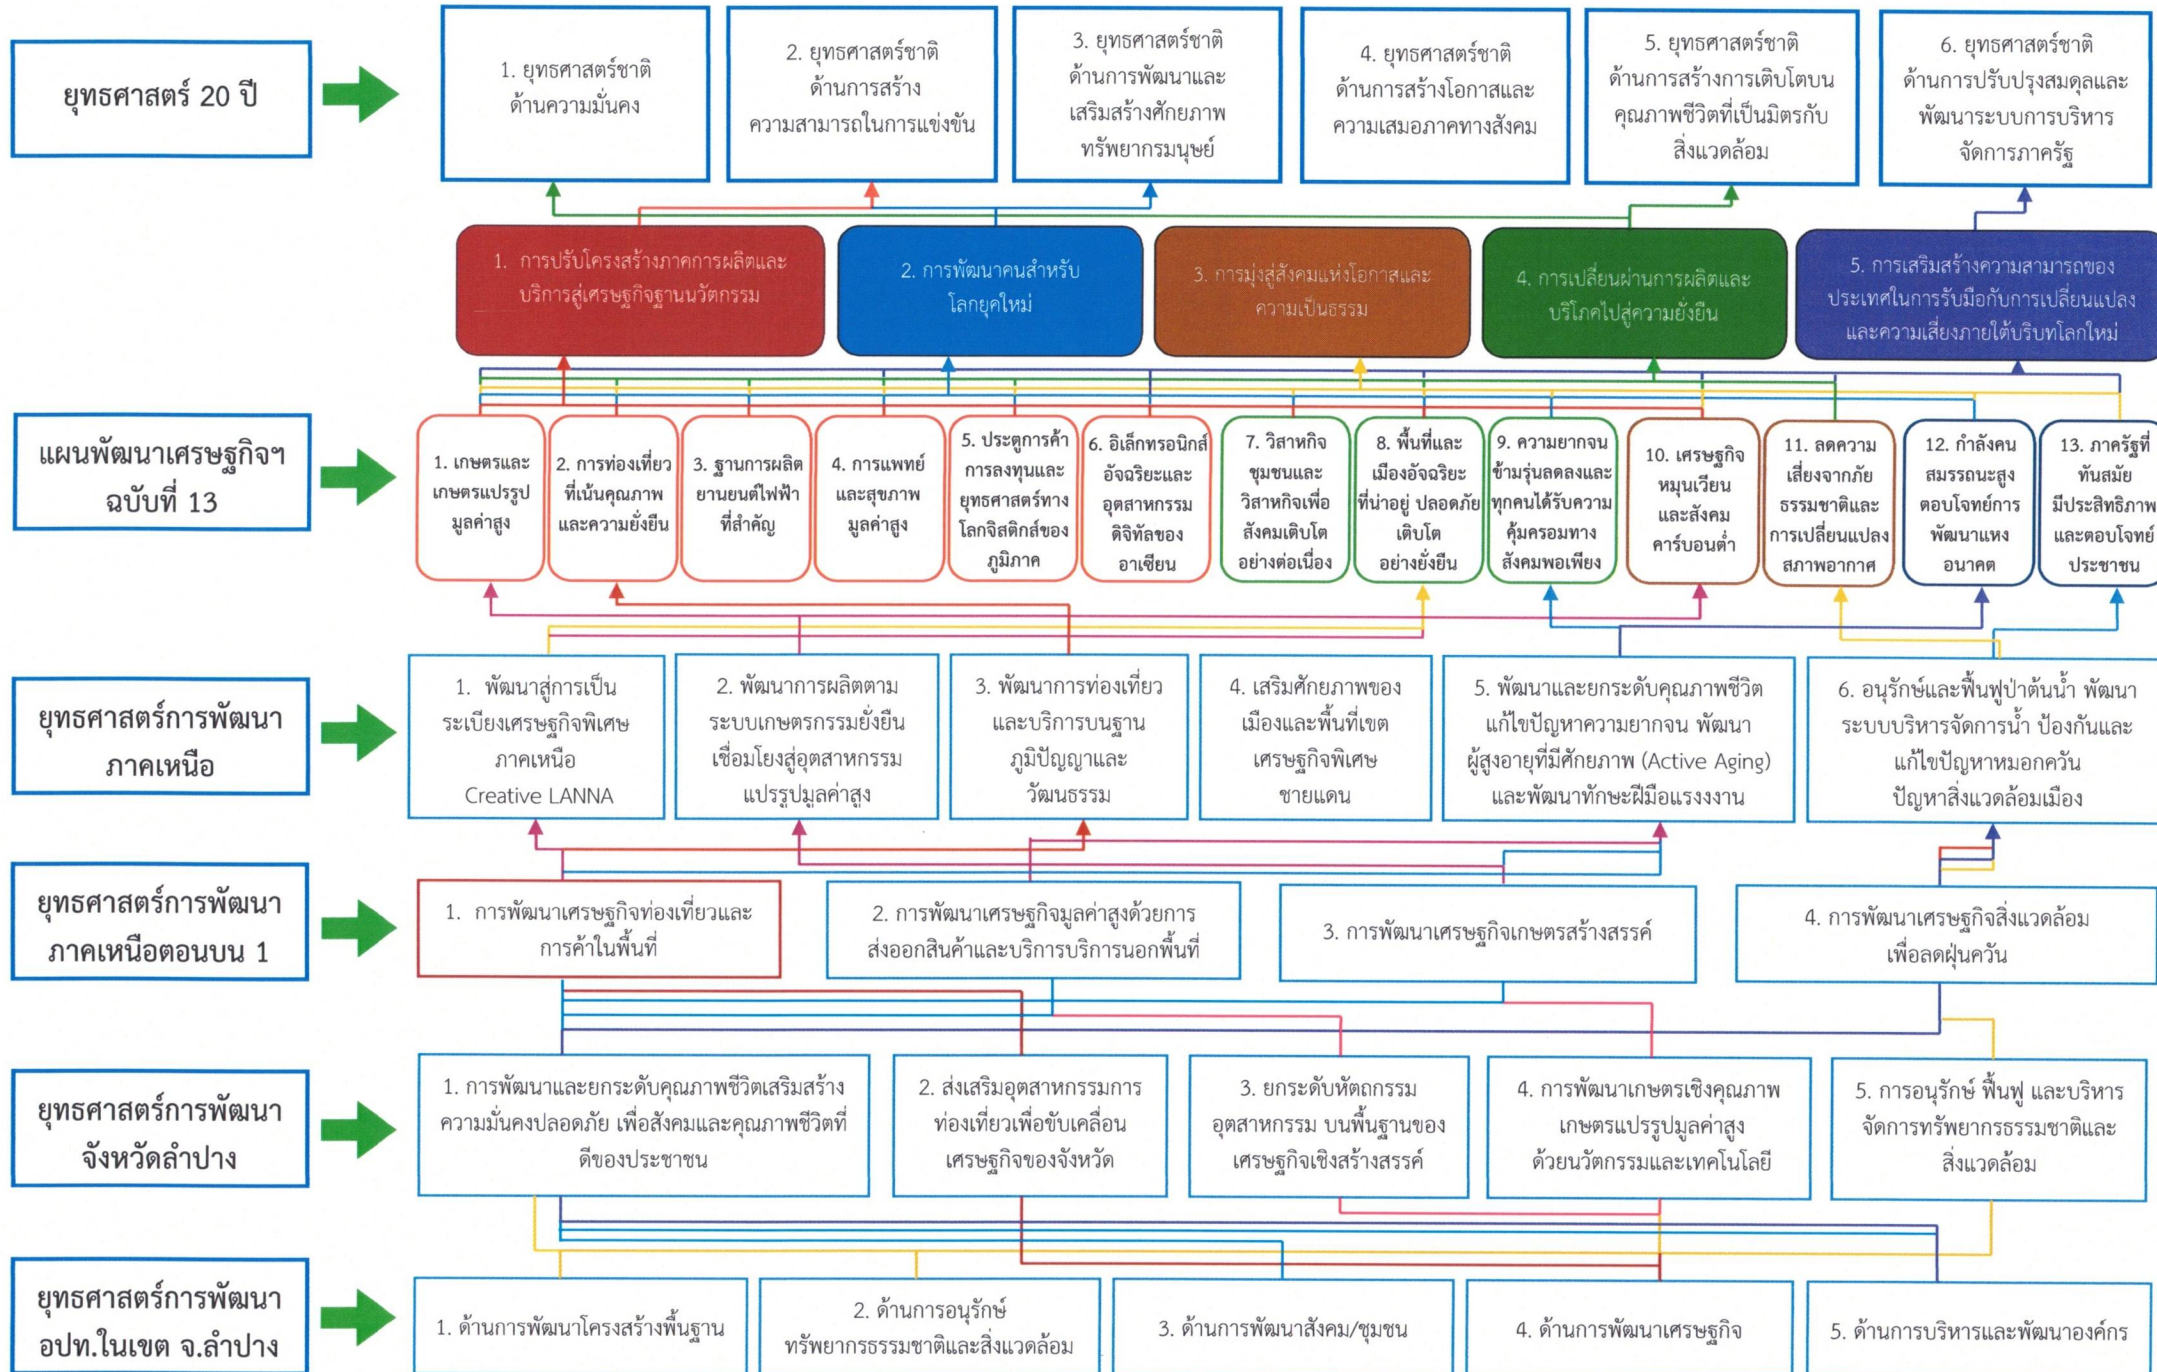 ยุทธศาสตร์ 20 ปี
1. ยุทธศาสตร์ชาติ
ด้านความมั่นคง
2. ยุทธศาสตร์ชาติ
ด้านการสร้าง
ความสามารถในการแข่งขัน
3. ยุทธศาสตร์ชาติ
ด้านการพัฒนาและ
เสริมสร้างศักยภาพ
ทรัพยากรมนุษย์
4. ยุทธศาสตร์ชาติ
ด้านการสร้างโอกาสและ
ความเสมอภาคทางสังคม
5. ยุทธศาสตร์ชาติ
ด้านการสร้างการเติบโตบน
คุณภาพชีวิตที่เป็นมิตรกับ
สิ่งแวดล้อม
6. ยุทธศาสตร์ชาติ
ด้านการปรับปรุงสมดุลและ
พัฒนาระบบการบริหาร
จัดการภาครัฐ
1. การปรับโครงสร้างภาคการผลิตและ
บริการสู่เศรษฐกิจฐานนวัตกรรม
2. การพัฒนาคนสำหรับ
โลกยุคใหม่
3. การมุ่งสู่สังคมแห่งโอกาสและ
ความเป็นธรรม
4. การเปลี่ยนผ่านการผลิตและ
บริโภคไปสู่ความยั่งยืน
5. การเสริมสร้างความสามารถของ
ประเทศในการรับมือกับการเปลี่ยนแปลง
และความเสี่ยงภายใต้บริบทโลกใหม่
แผนพัฒนาเศรษฐกิจฯ
ฉบับที่ 13
1. เกษตรและ
เกษตรแปรรูป
มูลค่าสูง
2. การท่องเที่ยว
ที่เน้นคุณภาพ
และความยั่งยืน
3. ฐานการผลิต
ยานยนต์ไฟฟ้า
ที่สำคัญ
4. การแพทย์
และสุขภาพ
มูลค่าสูง
5. ประตูการค้า
การลงทุนและ
ยุทธศาสตร์ทาง
โลกจิสติกส์ของ
ภูมิภาค
6. อิเล็กทรอนิกส์
อัจฉริยะและ
อุตสาหกรรม
ดิจิทัลของ
อาเซียน
7. วิสาหกิจ
ชุมชนและ
วิสาหกิจเพื่อ
สังคมเติบโต
อย่างต่อเนื่อง
8. พื้นที่และ
เมืองอัจฉริยะ
ที่น่าอยู่ ปลอดภัย
เติบโต
อย่างยั่งยืน
9. ความยากจน
ข้ามรุ่นลดลงและ
ทุกคนได้รับความ
คุ้มครอมทาง
สังคมพอเพียง
10. เศรษฐกิจ
หมุนเวียน
และสังคม
คาร์บอนต่ำ
11. ลดความ
เสี่ยงจากภัย
ธรรมชาติและ
การเปลี่ยนแปลง
สภาพอากาศ
12. กำลังคน
สมรรถนะสูง
ตอบโจทย์การ
พัฒนาแหง
อนาคต
13. ภาครัฐที่
ทันสมัย
มีประสิทธิภาพ
และตอบโจทย์
ประชาชน
ยุทธศาสตร์การพัฒนา
ภาคเหนือ
1. พัฒนาสู่การเป็น
ระเบียงเศรษฐกิจพิเศษ
ภาคเหนือ
Creative LANNA
2. พัฒนาการผลิตตาม
ระบบเกษตรกรรมยั่งยืน
เชื่อมโยงสู่อุตสาหกรรม
แปรรูปมูลค่าสูง
3. พัฒนาการท่องเที่ยว
และบริการบนฐาน
ภูมิปัญญาและ
วัฒนธรรม
4. เสริมศักยภาพของ
เมืองและพื้นที่เขต
เศรษฐกิจพิเศษ
ชายแดน
5. พัฒนาและยกระดับคุณภาพชีวิต
แก้ไขปัญหาความยากจน พัฒนา
ผู้สูงอายุที่มีศักยภาพ (Active Aging)
และพัฒนาทักษะฝีมือแรงงงาน
6. อนุรักษ์และฟื้นฟูป่าต้นน้ำ พัฒนา
ระบบบริหารจัดการน้ำ ป้องกันและ
แก้ไขปัญหาหมอกควัน
ปัญหาสิ่งแวดล้อมเมือง
ยุทธศาสตร์การพัฒนา
ภาคเหนือตอนบน 1
1. การพัฒนาเศรษฐกิจท่องเที่ยวและ
การค้าในพื้นที่
2. การพัฒนาเศรษฐกิจมูลค่าสูงด้วยการ
ส่งออกสินค้าและบริการบริการนอกพื้นที่
3. การพัฒนาเศรษฐกิจเกษตรสร้างสรรค์
4. การพัฒนาเศรษฐกิจสิ่งแวดล้อม
เพื่อลดฝุ่นควัน
ยุทธศาสตร์การพัฒนา
จังหวัดลำปาง
1. การพัฒนาและยกระดับคุณภาพชีวิตเสริมสร้าง
ความมั่นคงปลอดภัย เพื่อสังคมและคุณภาพชีวิตที่
ดีของประชาชน
2. ส่งเสริมอุตสาหกรรมการ
ท่องเที่ยวเพื่อขับเคลื่อน
เศรษฐกิจของจังหวัด
3. ยกระดับหัตถกรรม
อุตสาหกรรม บนพื้นฐานของ
เศรษฐกิจเชิงสร้างสรรค์
4. การพัฒนาเกษตรเชิงคุณภาพ
เกษตรแปรรูปมูลค่าสูง
ด้วยนวัตกรรมและเทคโนโลยี
5. การอนุรักษ์ ฟื้นฟู และบริหาร
จัดการทรัพยากรธรรมชาติและ
สิ่งแวดล้อม
ยุทธศาสตร์การพัฒนา
อปท.ในเขต จ.ลำปาง
1. ด้านการพัฒนาโครงสร้างพื้นฐาน
2. ด้านการอนุรักษ์
ทรัพยากรธรรมชาติและสิ่งแวดล้อม
3. ด้านการพัฒนาสังคม/ชุมชน
4. ด้านการพัฒนาเศรษฐกิจ
5. ด้านการบริหารและพัฒนาองค์กร